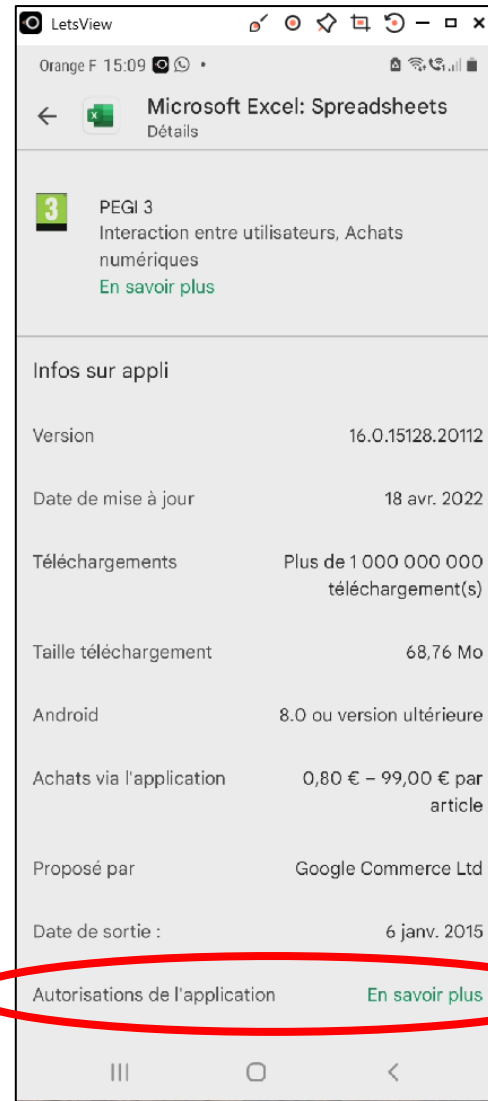 LetsView
Orange F 15:09
Microsoft Excel: Spreadsheets
Détails
3 PEGI 3
Interaction entre utilisateurs, Achats
numériques
En savoir plus
Infos sur appli
Version 16.0.15128.20112
Date de mise à jour 18 avr. 2022
Téléchargements Plus de 1 000 000 000
téléchargement(s)
Taille téléchargement 68,76 Mo
Android 8.0 ou version ultérieure
Achats via l'application 0,80 € – 99,00 € par
article
Proposé par Google Commerce Ltd
Date de sortie : 6 janv. 2015
Autorisations de l'application En savoir plus